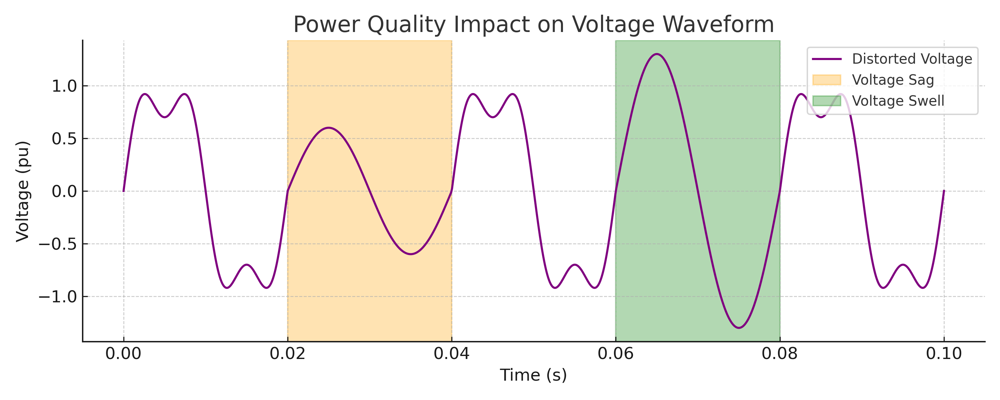 Power Quality Impact on Voltage Waveform
Distorted Voltage
Voltage Sag
Voltage Swell
Voltage (pu)
1.0
0.5
0.0
−0.5
−1.0
0.00 0.02 0.04 0.06 0.08 0.10
Time (s)